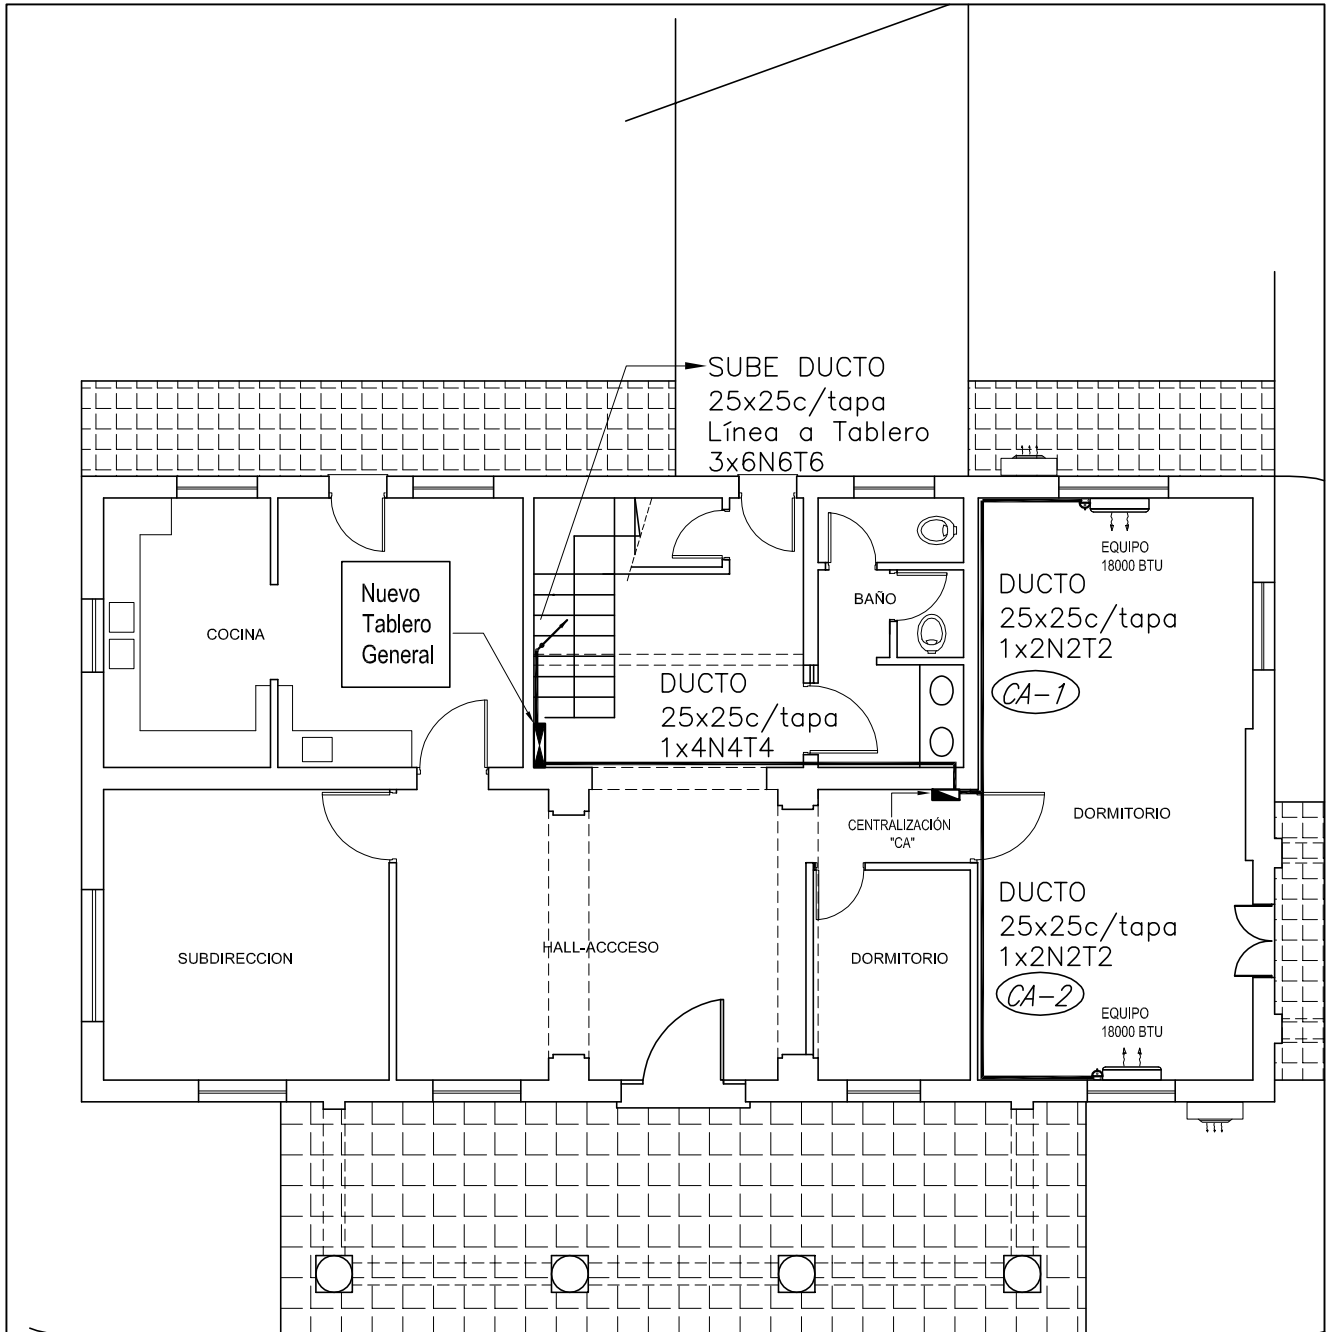 SUBE DUCTO
25x25c/tapa
Línea a Tablero
3x6N6T6
EQUIPO
18000 BTU
DUCTO
25x25c/tapa
1x2N2T2
CA-1
Nuevo
Tablero
General
COCINA
BAÑO
DUCTO
25x25c/tapa
1x4N4T4
CENTRALIZACIÓN
"CA"
DORMITORIO
DUCTO
25x25c/tapa
1x2N2T2
CA-2
EQUIPO
18000 BTU
SUBDIRECCION
HALL-ACCCESO
DORMITORIO